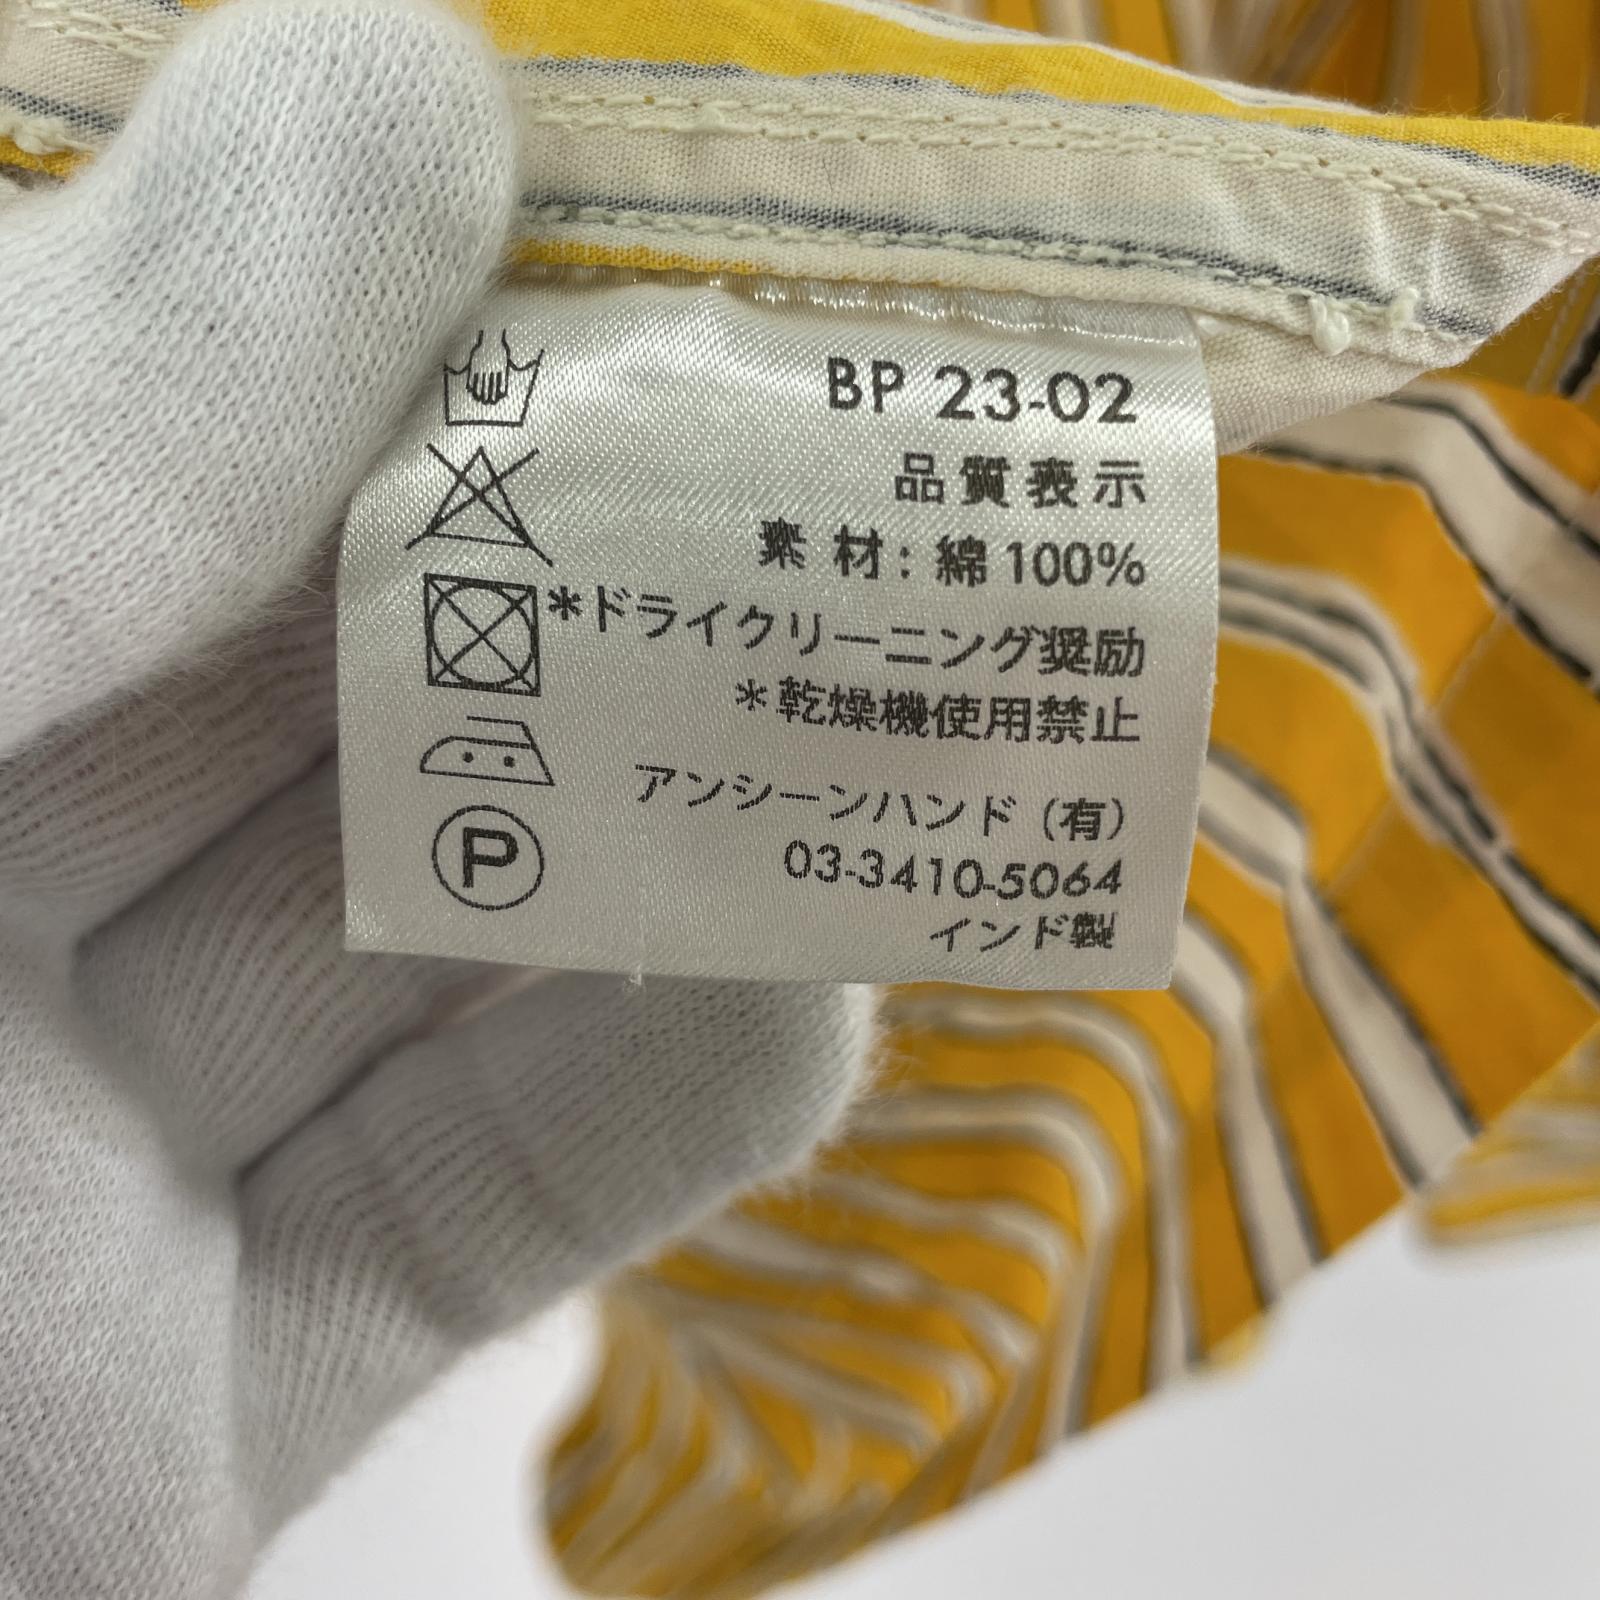 BP 23-02
品質表示
素 材: 綿 100%
*ドライクリーニング奨励
*乾燥機使用禁止
アンシーンハンド (有)
03-3410-5064
インド製
P